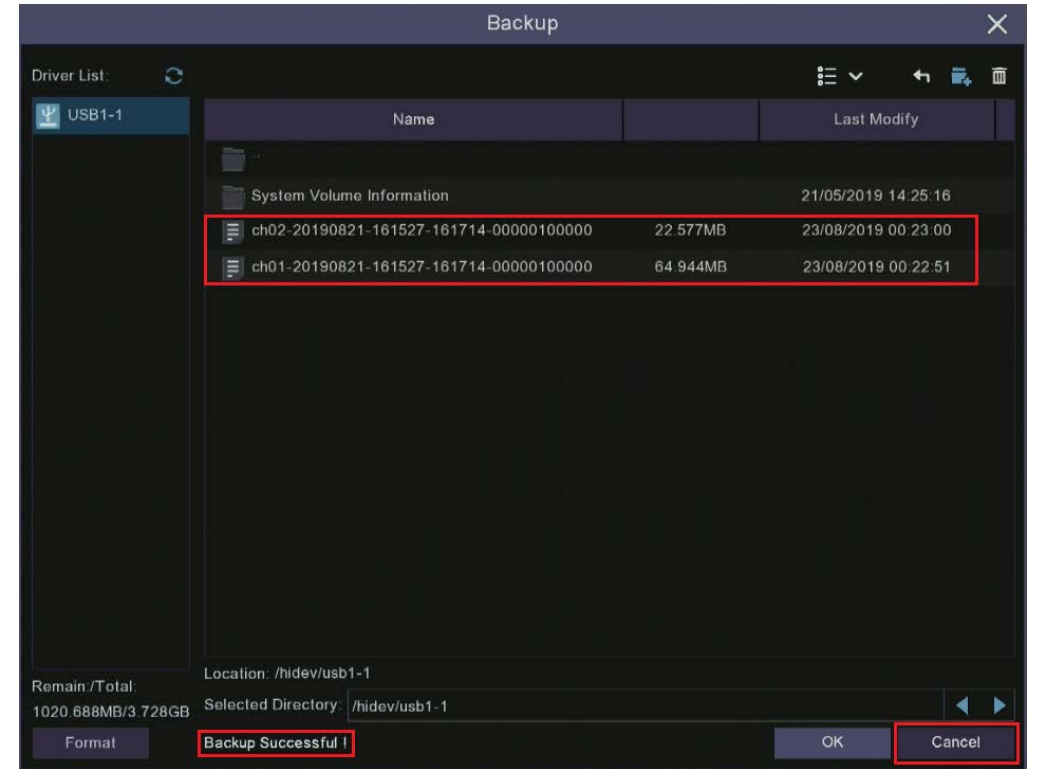 Backup
Driver List:
USB1-1
Name Last Modify
..
System Volume Information 21/05/2019 14:25:16
ch02-20190821-161527-161714-00000100000 22.577MB 23/08/2019 00:23:00
ch01-20190821-161527-161714-00000100000 64.944MB 23/08/2019 00:22:51
Location: /hidev/usb1-1
Remain:/Total:
1020.688MB/3.728GB
Selected Directory: /hidev/usb1-1
Format Backup Successful ! OK Cancel